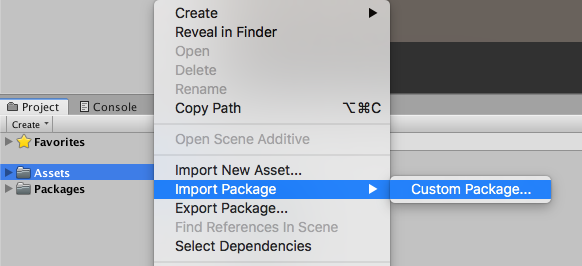 Create
Reveal in Finder
Open
Delete
Rename
Copy Path ⌥⌘C
Open Scene Additive
Import New Asset...
Import Package
Custom Package...
Export Package...
Find References In Scene
Select Dependencies
Project
Console
Create
Favorites
Assets
Packages